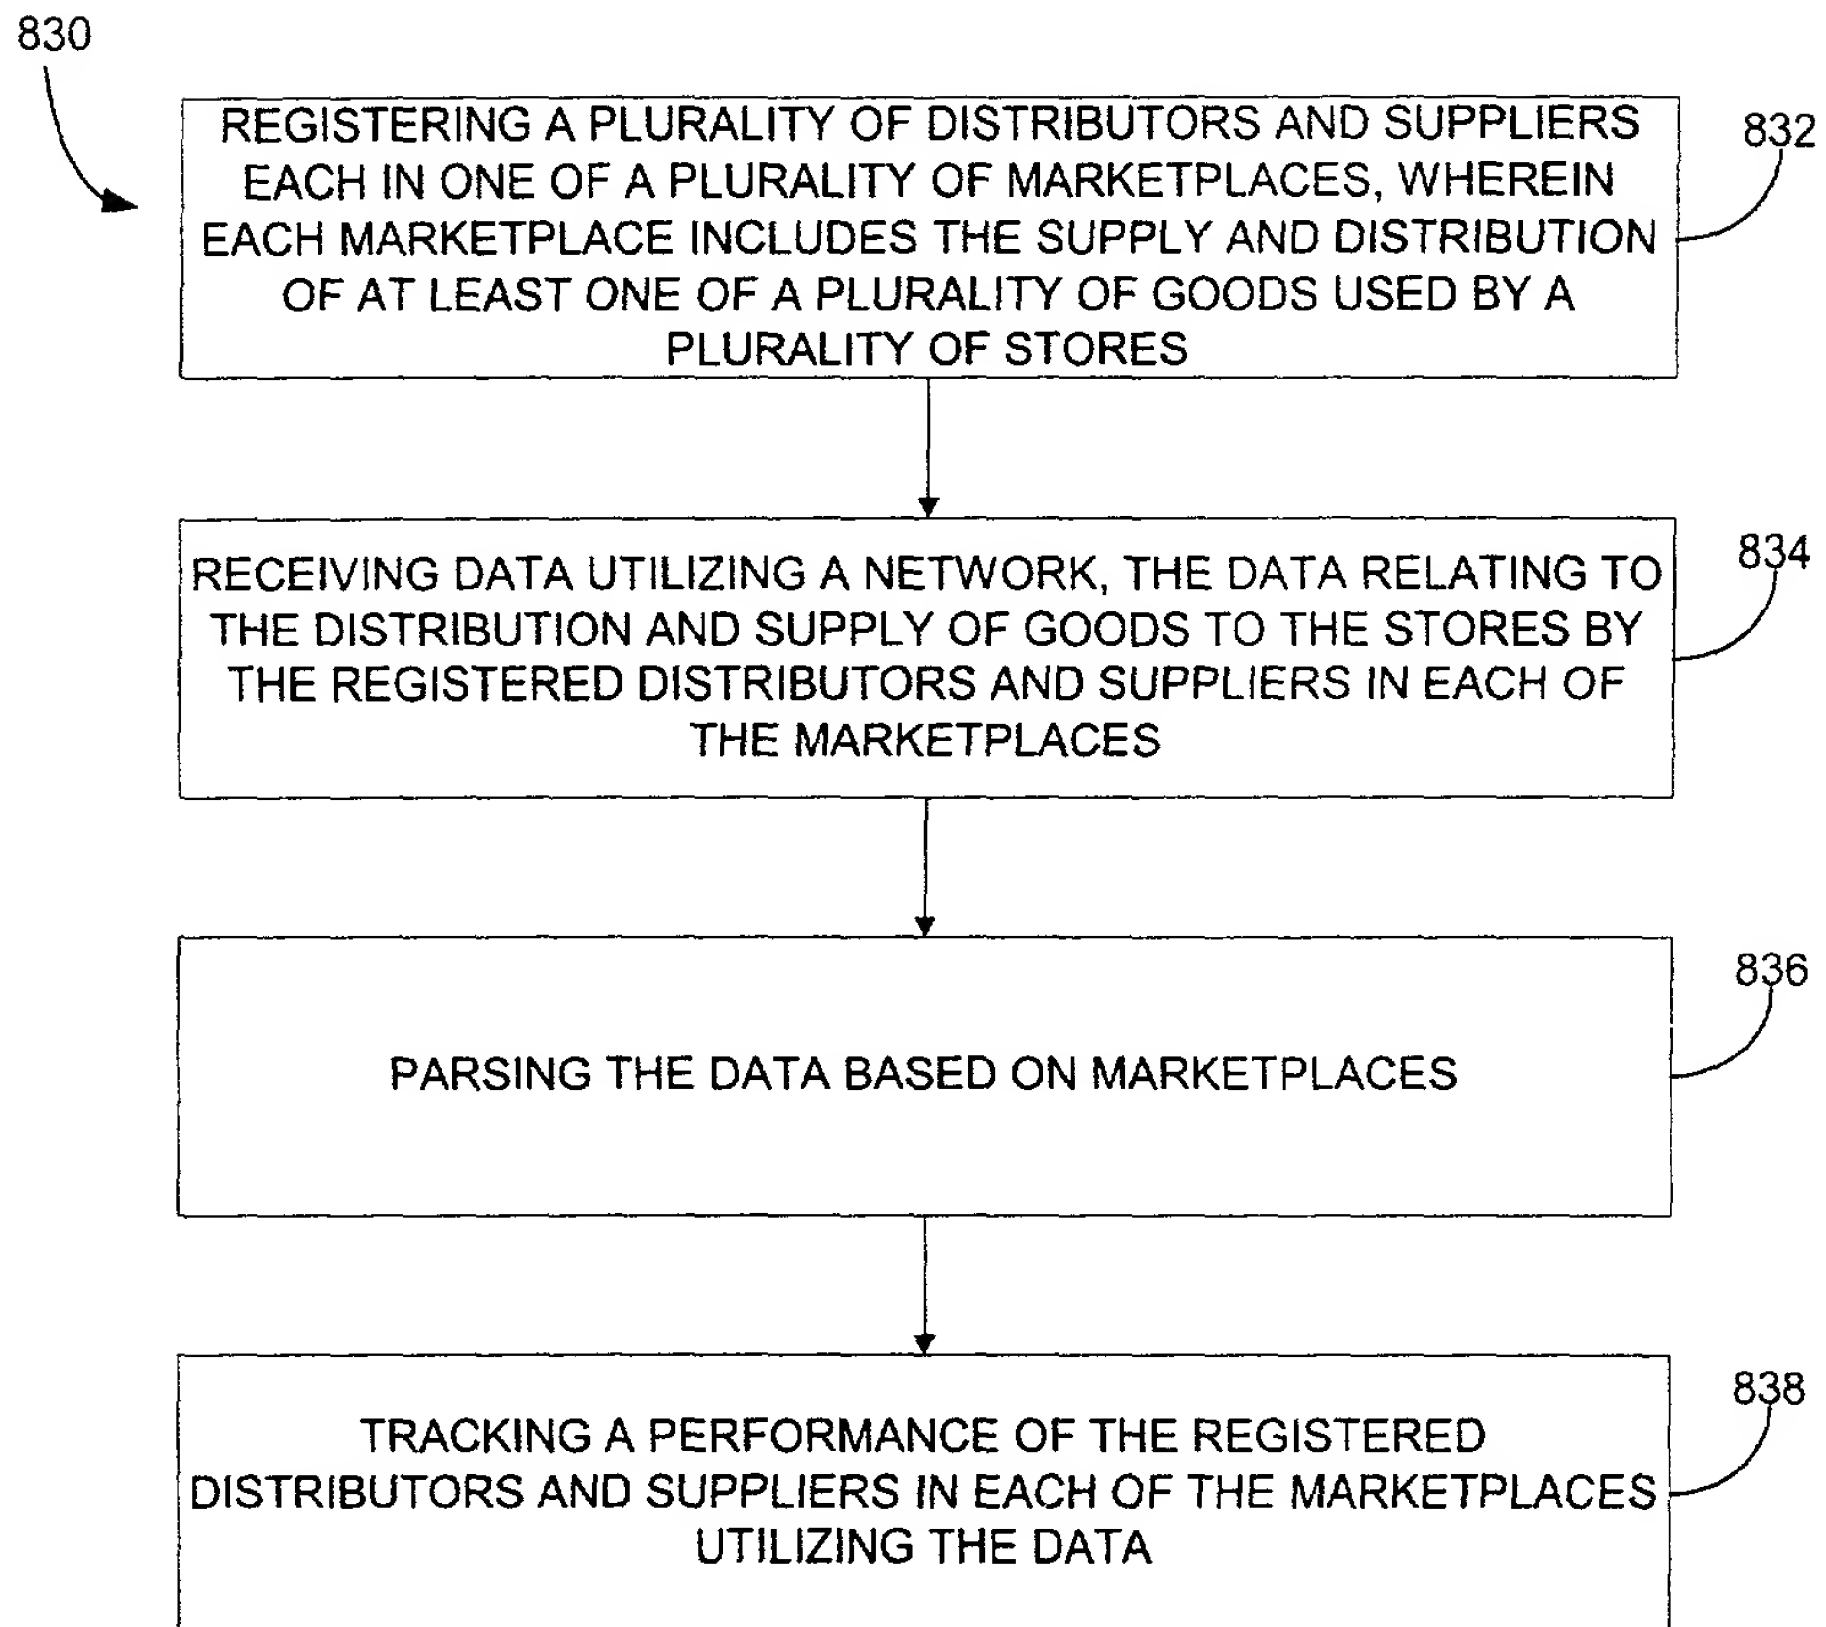 830
REGISTERING A PLURALITY OF DISTRIBUTORS AND SUPPLIERS
EACH IN ONE OF A PLURALITY OF MARKETPLACES, WHEREIN
EACH MARKETPLACE INCLUDES THE SUPPLY AND DISTRIBUTION
OF AT LEAST ONE OF A PLURALITY OF GOODS USED BY A
PLURALITY OF STORES
832
RECEIVING DATA UTILIZING A NETWORK, THE DATA RELATING TO
THE DISTRIBUTION AND SUPPLY OF GOODS TO THE STORES BY
THE REGISTERED DISTRIBUTORS AND SUPPLIERS IN EACH OF
THE MARKETPLACES
834
PARSING THE DATA BASED ON MARKETPLACES
836
TRACKING A PERFORMANCE OF THE REGISTERED
DISTRIBUTORS AND SUPPLIERS IN EACH OF THE MARKETPLACES
UTILIZING THE DATA
838